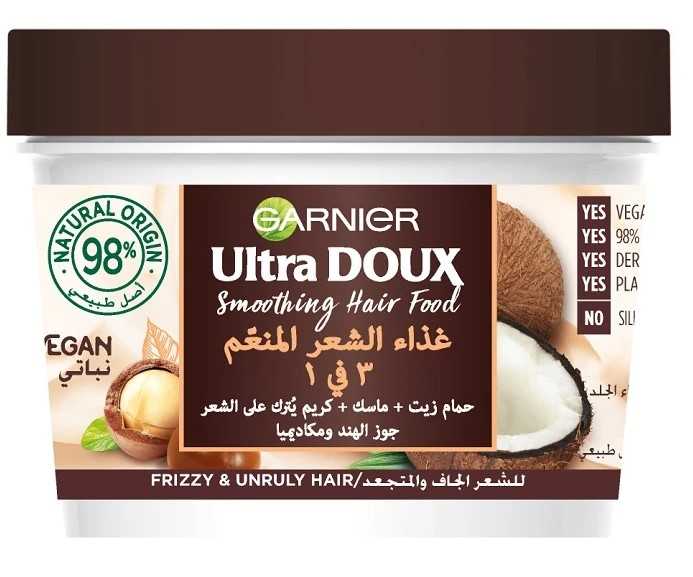 NATURAL ORIGIN
98%
أصل طبيعي
نباتي
GARNIER
Ultra DOUX
Smoothing Hair Food
غذاء الشعر المنعّم
٣ في ١
حمام زيت + ماسك + كريم يُترك على الشعر
جوز الهند ومكاديميا
FRIZZY & UNRULY HAIR/للشعر الجاف والمتجعد
YES
YES 98%
YES
YES
NO